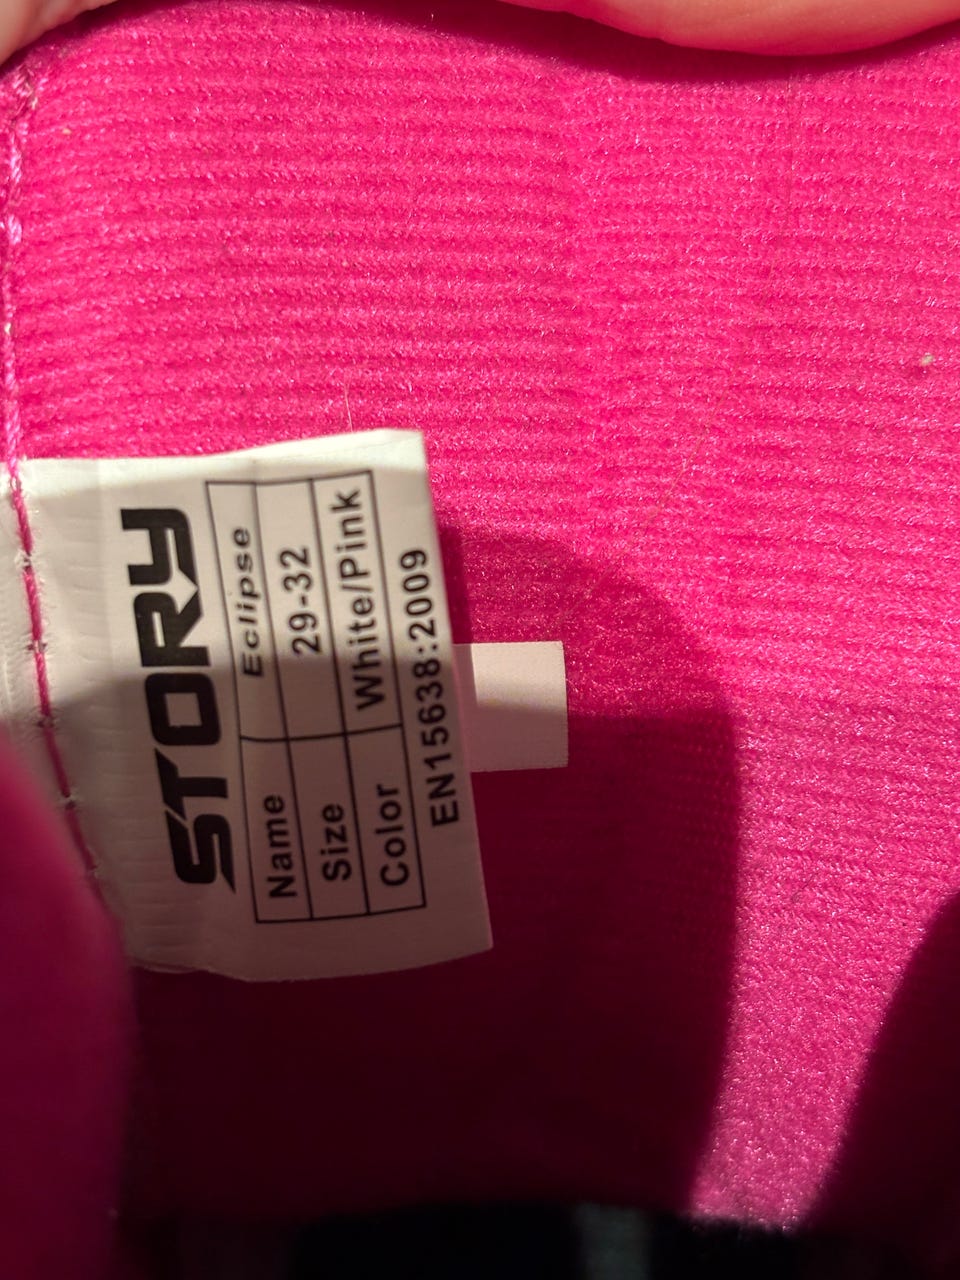 STORY
Name Eclipse
Size 29-32
Color White/Pink
EN15638:2009